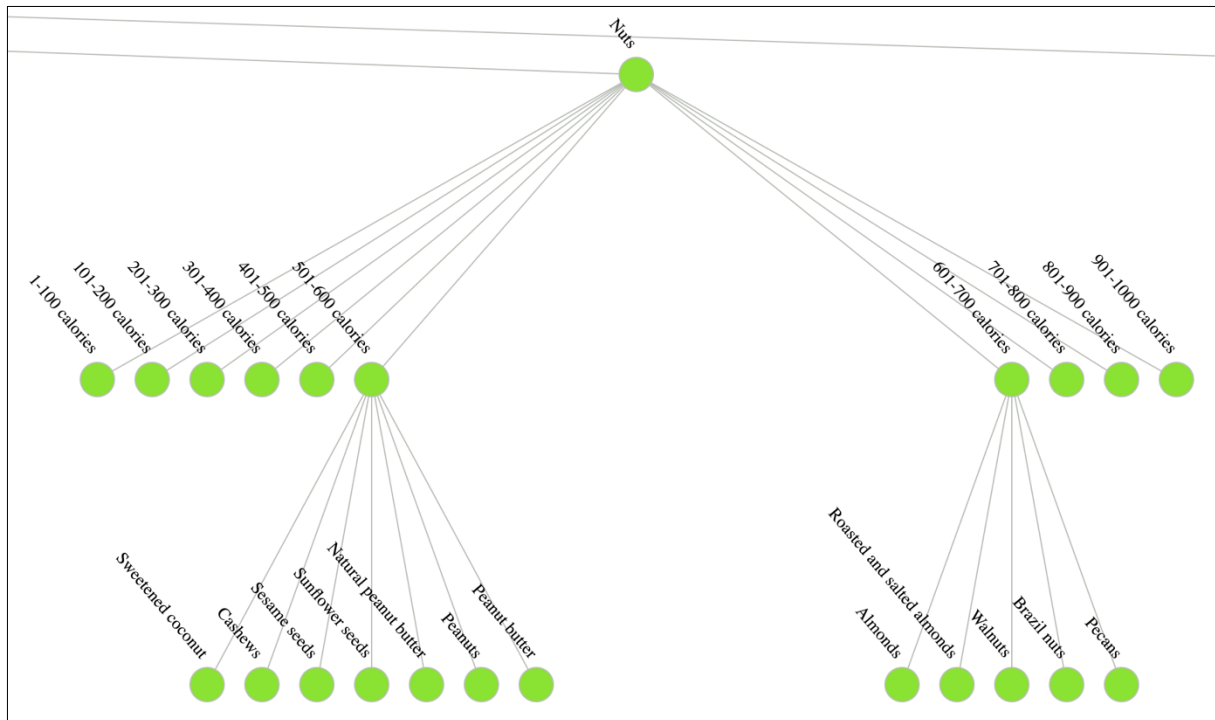 Nuts
1-100 calories
101-200 calories
201-300 calories
301-400 calories
401-500 calories
501-600 calories
601-700 calories
701-800 calories
801-900 calories
901-1000 calories
Sweetened coconut
Cashews
Sesame seeds
Sunflower seeds
Natural peanut butter
Peanuts
Peanut butter
Almonds
Roasted and salted almonds
Walnuts
Brazil nuts
Pecans